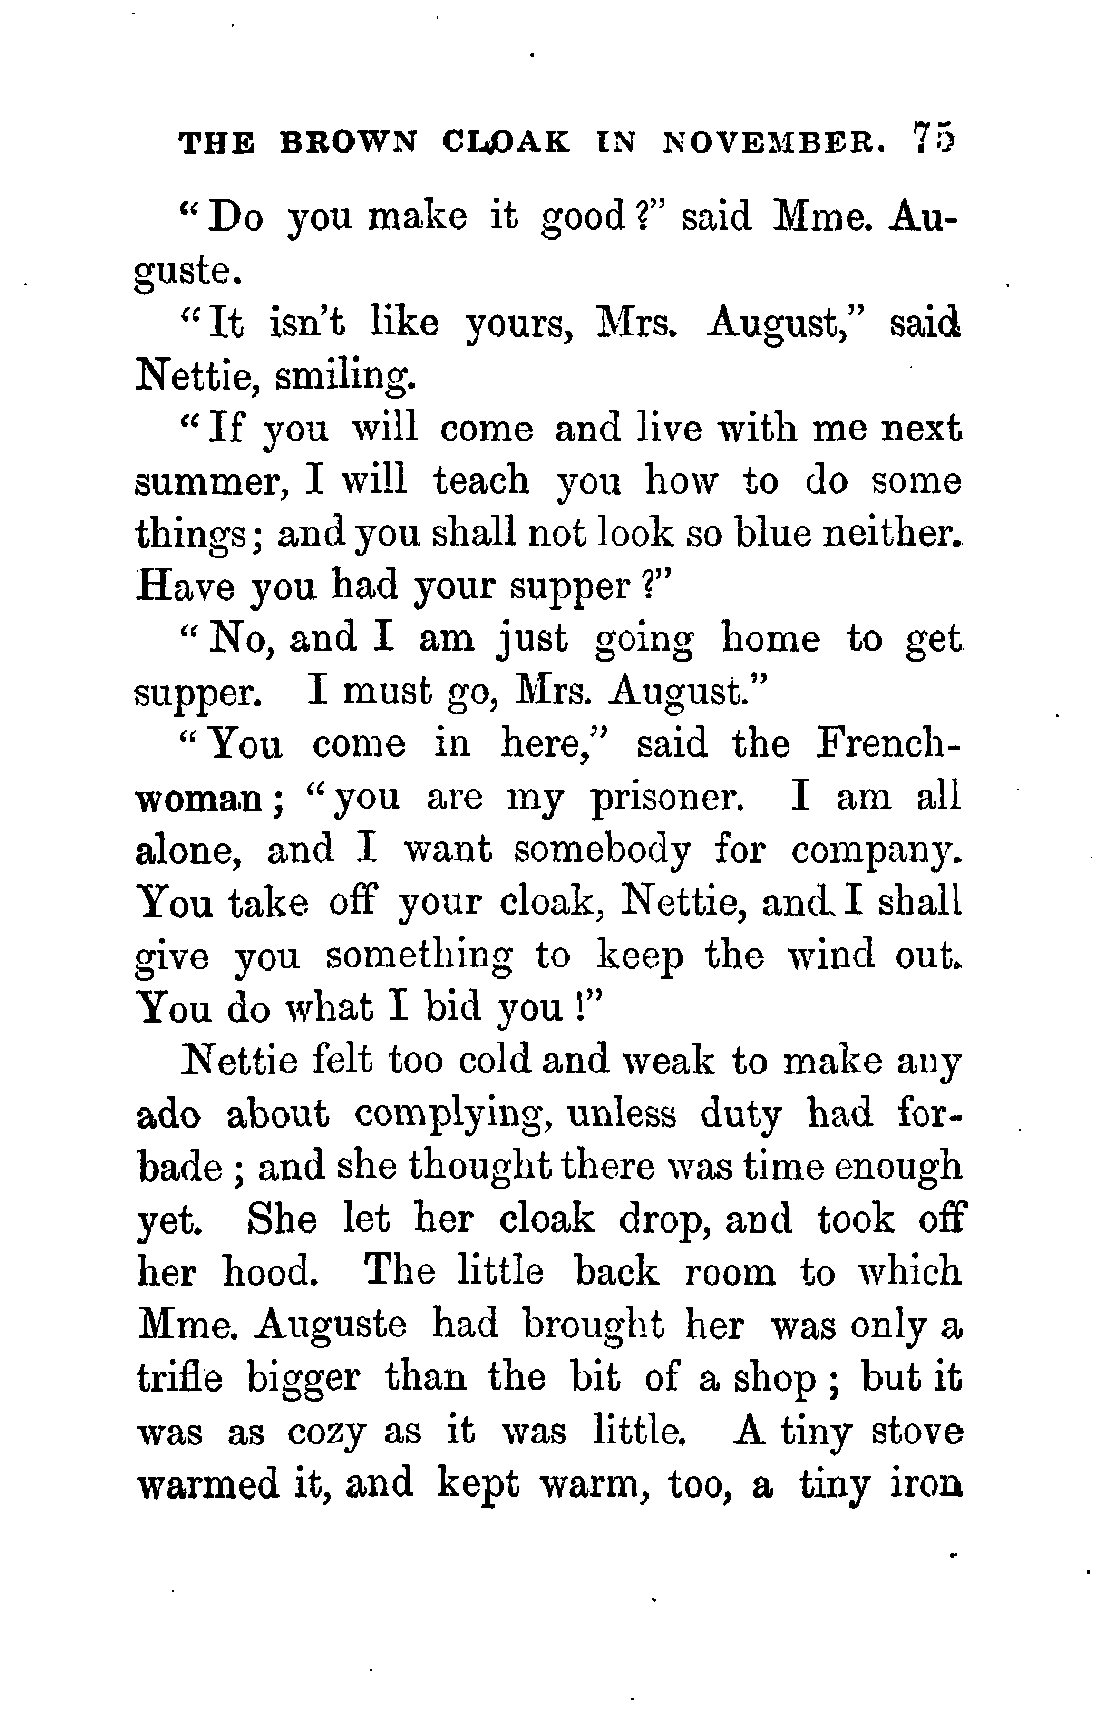 THE BROWN CLOAK IN NOVEMBER. 75
"Do you make it good?" said Mme. Au-
guste.
"It isn't like yours, Mrs. August," said
Nettie, smiling.
"If you will come and live with me next
summer, I will teach you how to do some
things; and you shall not look so blue neither.
Have you had your supper?"
"No, and I am just going home to get
supper. I must go, Mrs. August."
"You come in here," said the French-
woman; "you are my prisoner. I am all
alone, and I want somebody for company.
You take off your cloak, Nettie, and I shall
give you something to keep the wind out.
You do what I bid you!"
Nettie felt too cold and weak to make any
ado about complying, unless duty had for-
bade; and she thought there was time enough
yet. She let her cloak drop, and took off
her hood. The little back room to which
Mme. Auguste had brought her was only a
trifle bigger than the bit of a shop; but it
was as cozy as it was little. A tiny stove
warmed it, and kept warm, too, a tiny iron